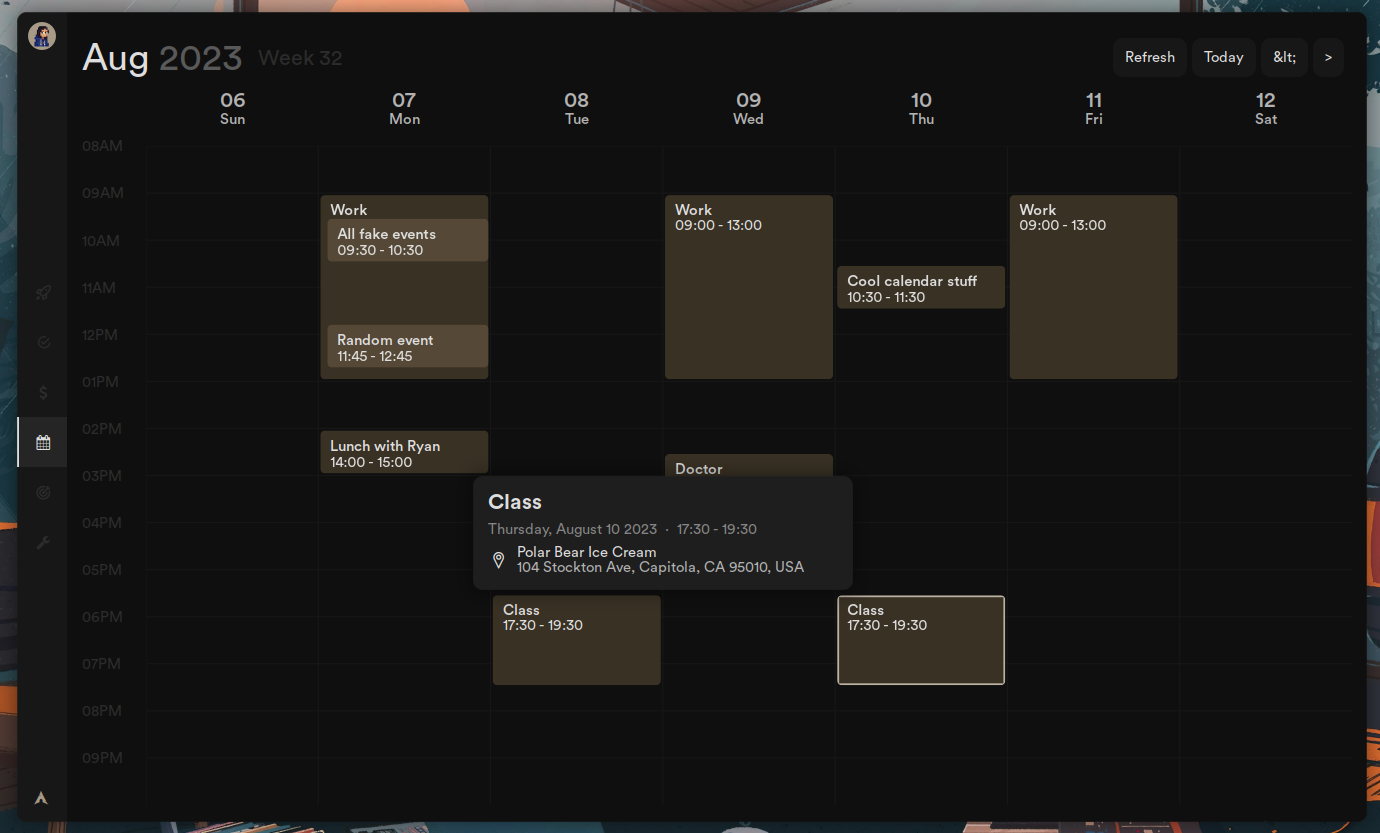 Aug 2023 Week 32
Refresh Today &lt; >
06 07 08 09 10 11 12
Sun Mon Tue Wed Thu Fri Sat
08AM
09AM
Work
All fake events
09:30 - 10:30
Work
09:00 - 13:00
Work
09:00 - 13:00
10AM
Cool calendar stuff
10:30 - 11:30
11AM
Random event
11:45 - 12:45
12PM
01PM
02PM
Lunch with Ryan
14:00 - 15:00
Doctor
03PM
Class
Thursday, August 10 2023 · 17:30 - 19:30
Polar Bear Ice Cream
104 Stockton Ave, Capitola, CA 95010, USA
04PM
05PM
Class
17:30 - 19:30
Class
17:30 - 19:30
06PM
07PM
08PM
09PM